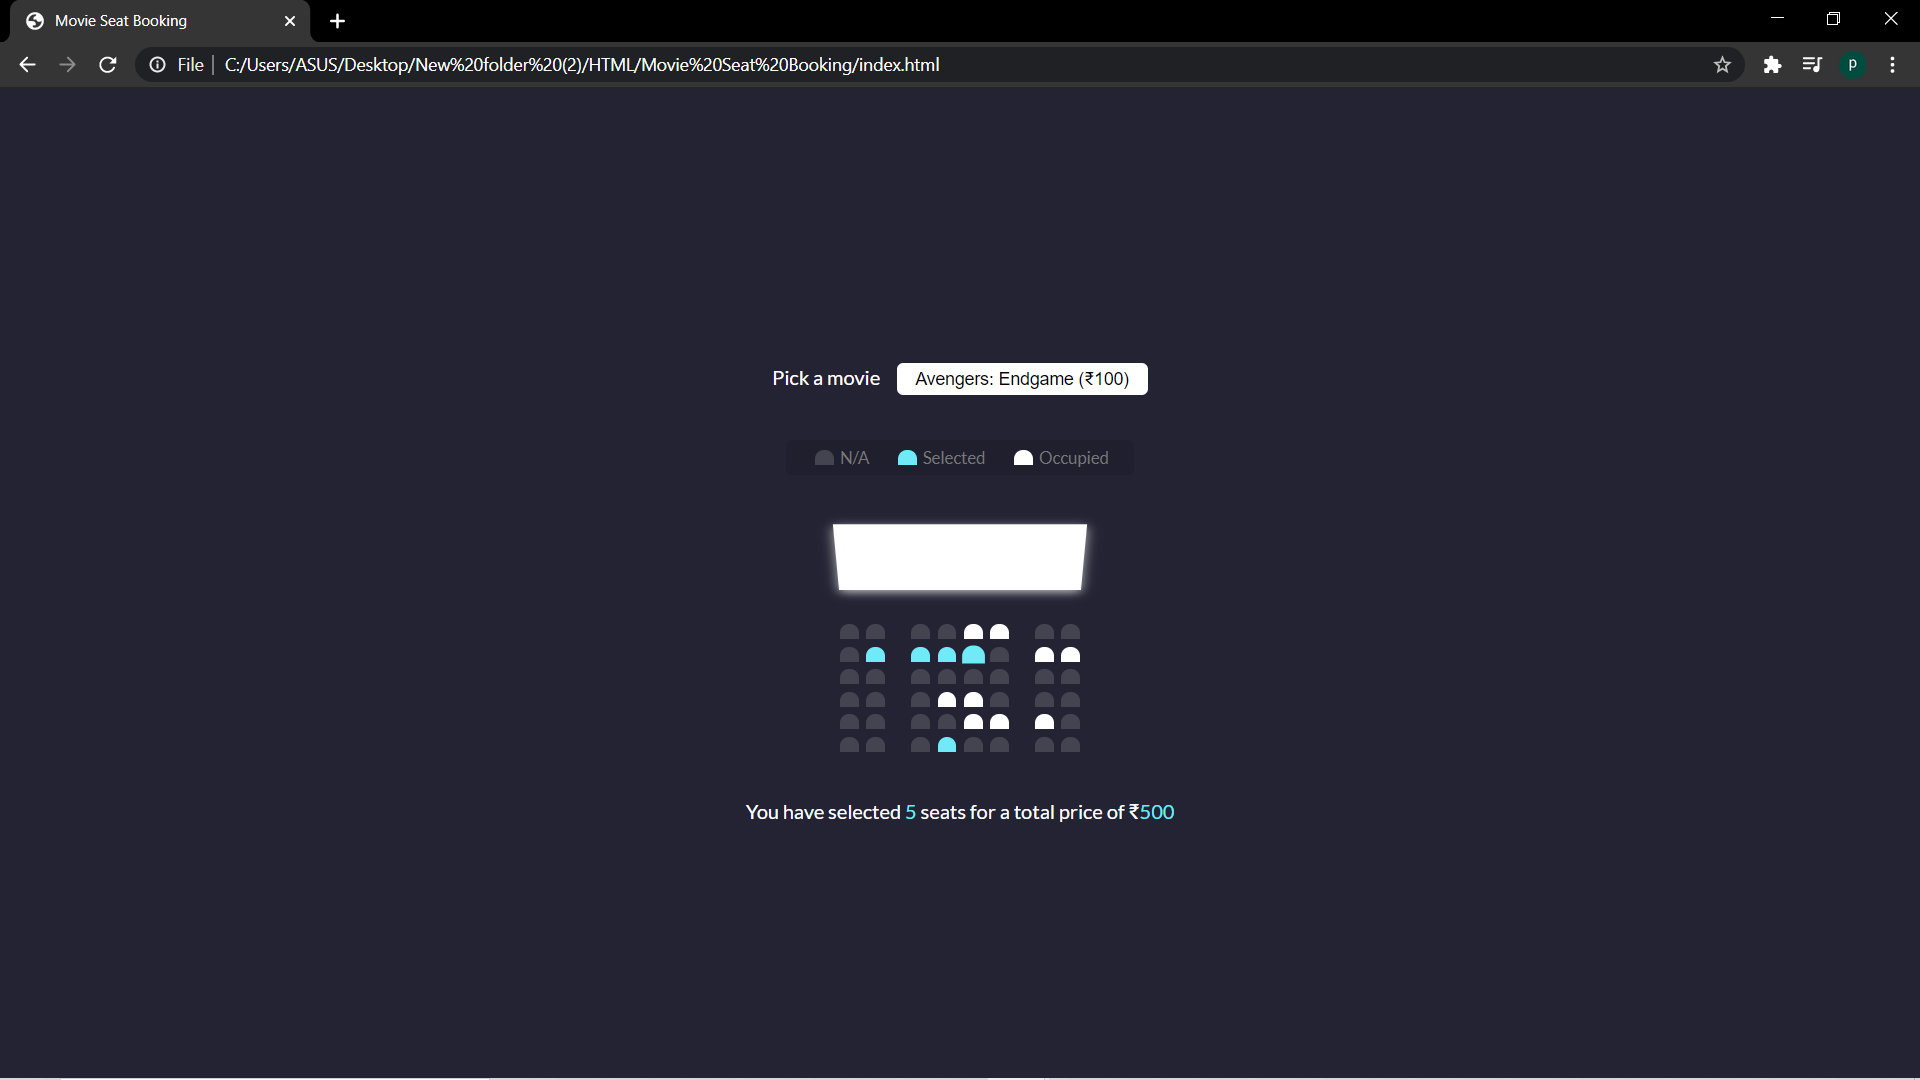 Movie Seat Booking
File C:/Users/ASUS/Desktop/New%20folder%20(2)/HTML/Movie%20Seat%20Booking/index.html
p
Pick a movie Avengers: Endgame (₹100)
N/A Selected Occupied
You have selected 5 seats for a total price of ₹500